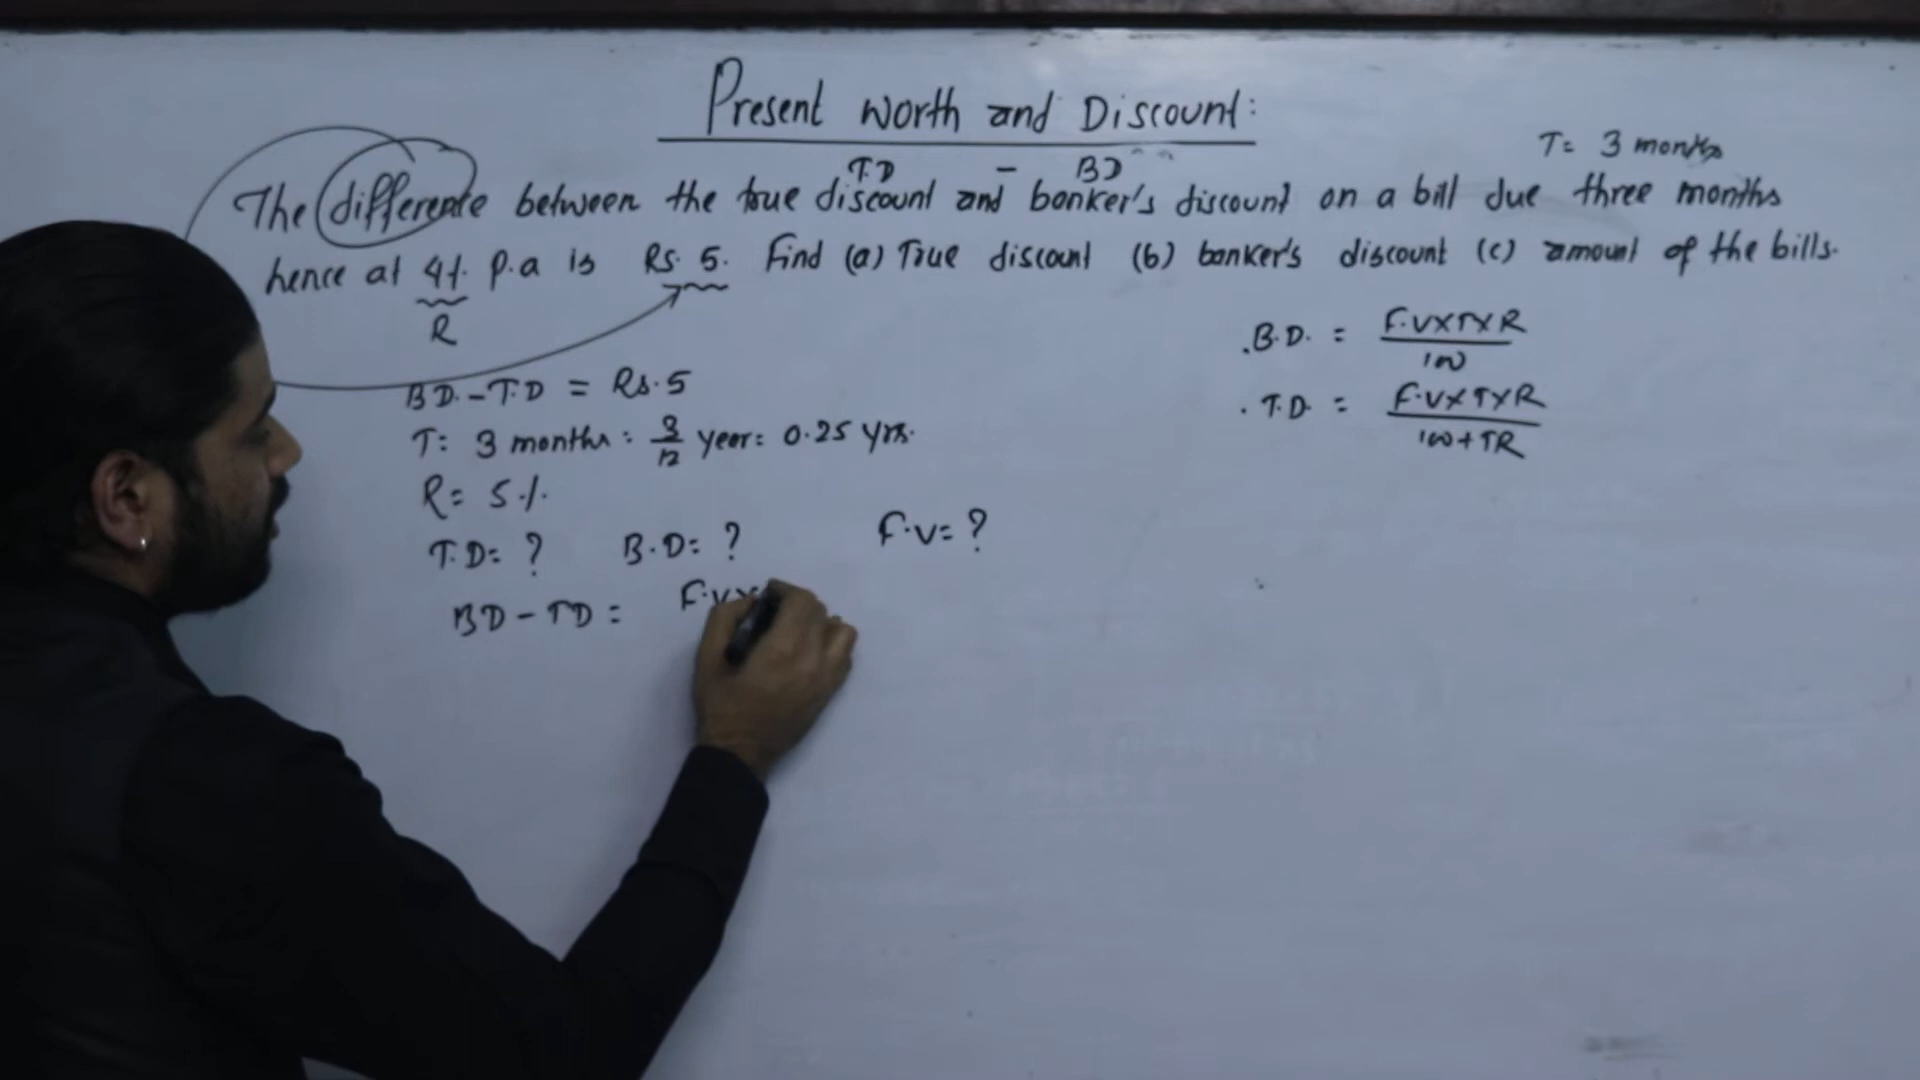 Present worth and Discount:
T= 3 months
T.D - BD
The difference between the true discount and banker's discount on a bill due three months
hence at 4% p.a is Rs. 5. Find (a) True discount (b) banker's discount (c) amount of the bills.
R
B.D. = F.V×T×R
100
T.D. = F.V×T×R
100+TR
BD.-T.D = Rs.5
T= 3 months = 3/12 year= 0.25 yrs.
R= 5%
T.D= ? B.D= ? F.V= ?
BD-TD = F.V×